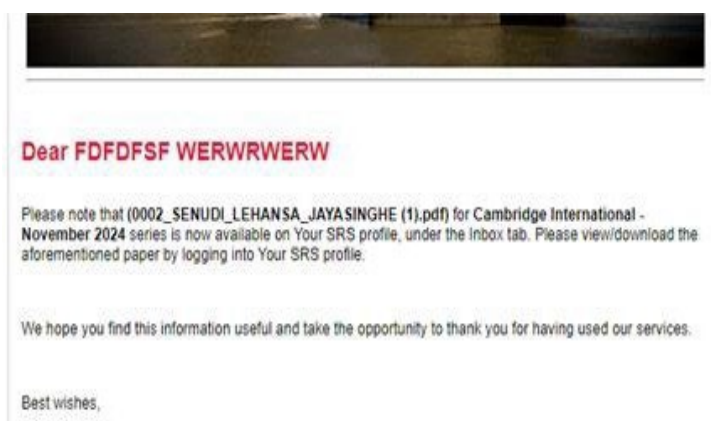 Dear FDFDFSF WERWRWERW
Please note that (0002_SENUDI_LEHANSA_JAYASINGHE (1).pdf) for Cambridge International -
November 2024 series is now available on Your SRS profile, under the Inbox tab. Please view/download the
aforementioned paper by logging into Your SRS profile.
We hope you find this information useful and take the opportunity to thank you for having used our services.
Best wishes,